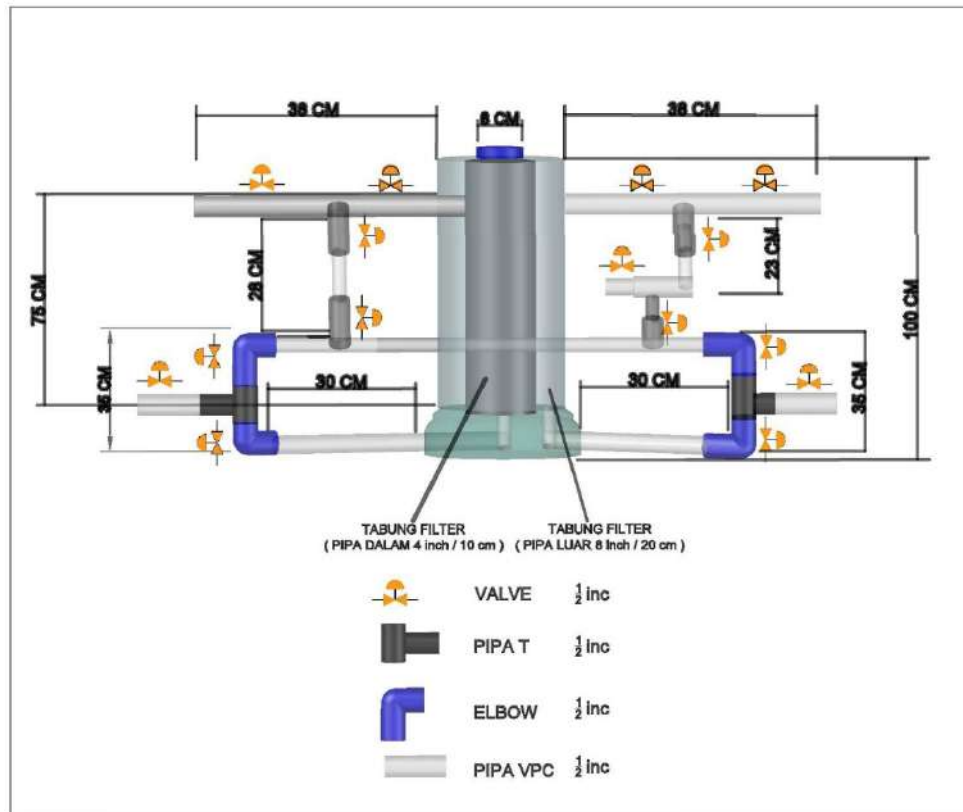 38 CM
8 CM
38 CM
75 CM
28 CM
23 CM
100 CM
35 CM
30 CM
30 CM
35 CM
TABUNG FILTER
( PIPA DALAM 4 inch / 10 cm )
TABUNG FILTER
( PIPA LUAR 8 Inch / 20 cm )
VALVE ½ inc
PIPA T ½ inc
ELBOW ½ inc
PIPA VPC ½ inc